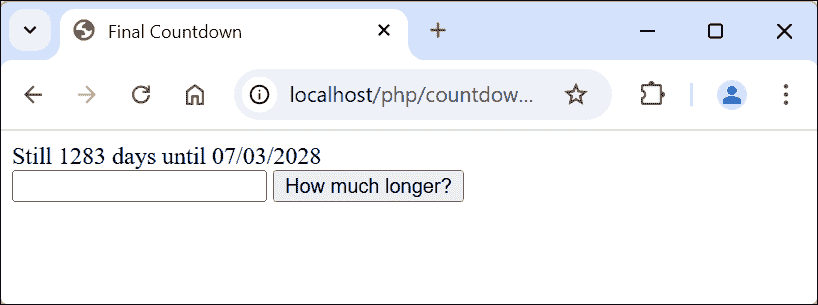 Final Countdown
localhost/php/countdow...
Still 1283 days until 07/03/2028
How much longer?